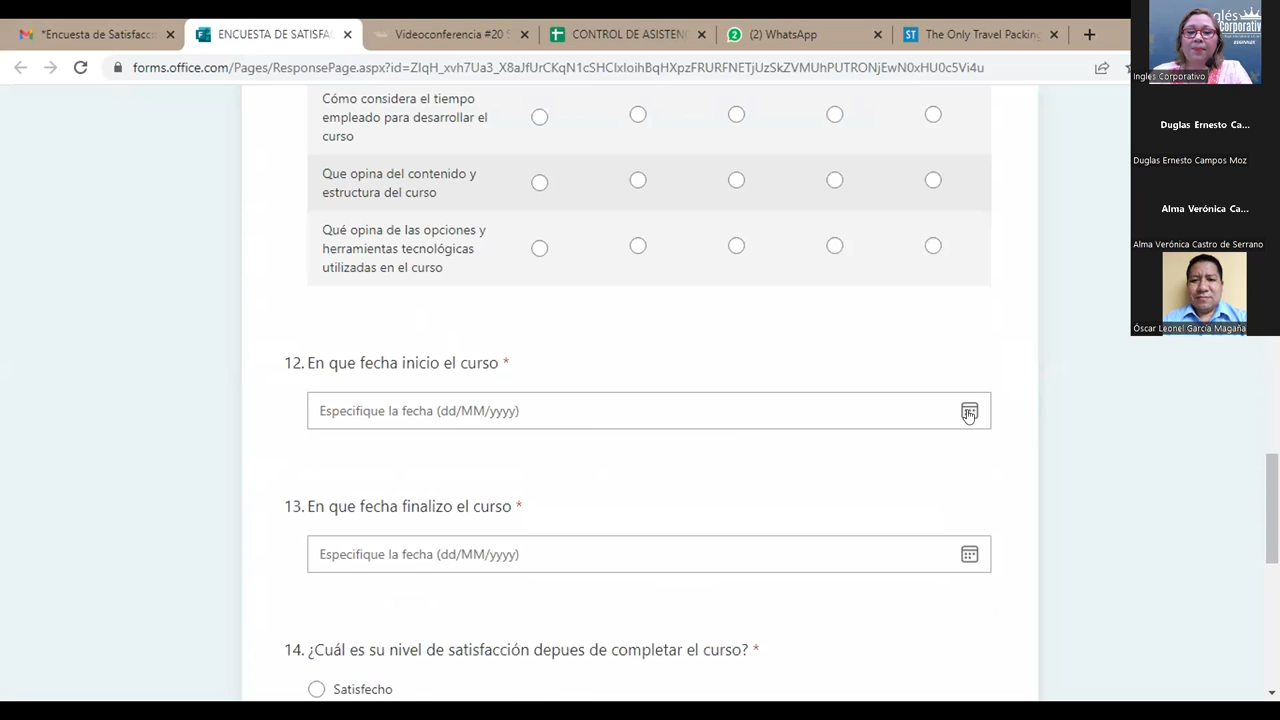 *Encuesta de Satisfacc
ENCUESTA DE SATISFA
Videoconferencia #20 S
CONTROL DE ASISTEN
(2) WhatsApp
ST The Only Travel Packing
forms.office.com/Pages/ResponsePage.aspx?id=
Cómo considera el tiempo
empleado para desarrollar el
curso
Que opina del contenido y
estructura del curso
Qué opina de las opciones y
herramientas tecnológicas
utilizadas en el curso
12. En que fecha inicio el curso *
Especifique la fecha (dd/MM/yyyy)
13. En que fecha finalizo el curso *
Especifique la fecha (dd/MM/yyyy)
14. ¿Cuál es su nivel de satisfacción depues de completar el curso? *
Satisfecho
Ingles Corporativo
Duglas Ernesto Ca...
Duglas Ernesto Campos Moz
Alma Verónica Ca...
Alma Verónica Castro de Serrano
Óscar Leonel García Magaña